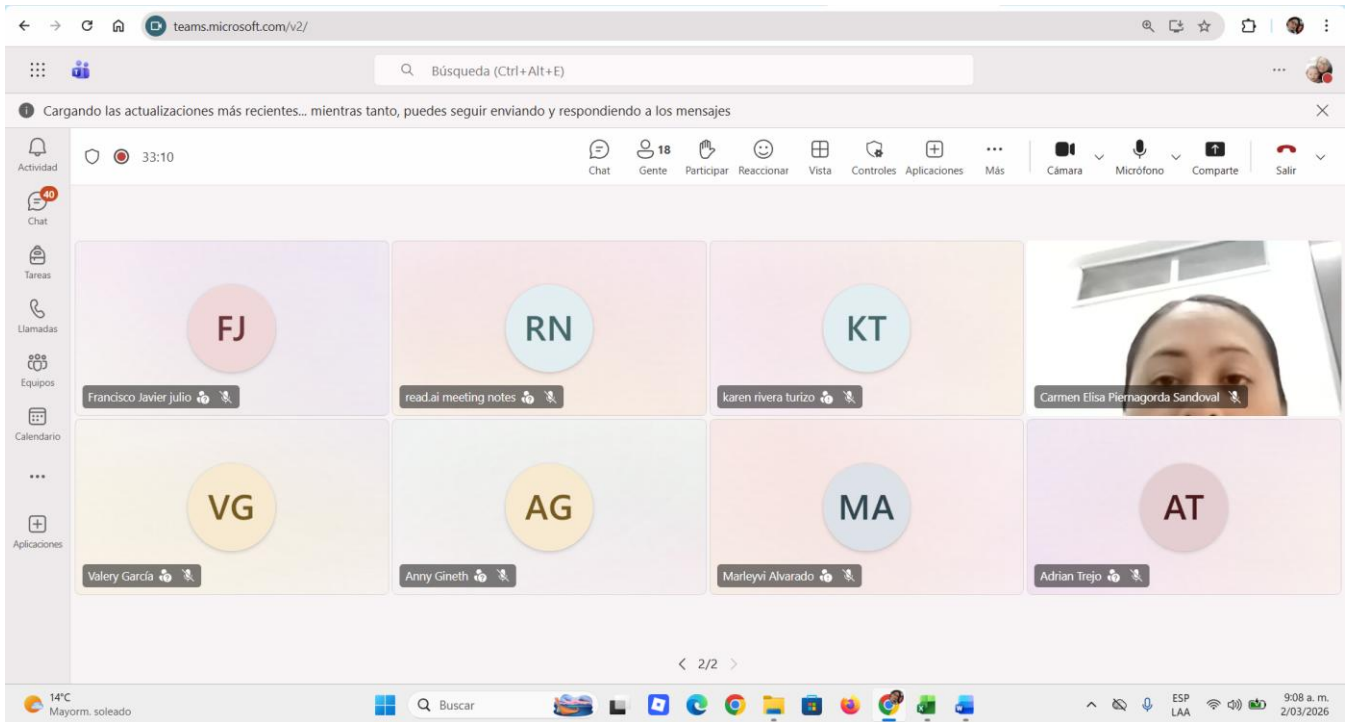 teams.microsoft.com/v2/
Búsqueda (Ctrl+Alt+E)
Cargando las actualizaciones más recientes... mientras tanto, puedes seguir enviando y respondiendo a los mensajes
Actividad
40
Chat
Tareas
Llamadas
Equipos
Calendario
Aplicaciones
33:10
Chat
18
Gente
Participar
Reaccionar
Vista
Controles
Aplicaciones
Más
Cámara
Micrófono
Comparte
Salir
FJ
Francisco Javier julio
RN
read.ai meeting notes
KT
karen rivera turizo
Carmen Elisa Piernagorda Sandoval
VG
Valery García
AG
Anny Gineth
MA
Marleyvi Alvarado
AT
Adrian Trejo
2/2
14°C
Mayorm. soleado
Buscar
ESP
LAA
9:08 a. m.
2/03/2026